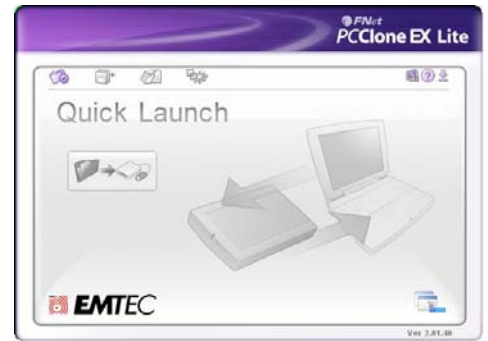 FNet
PCClone EX Lite
Quick Launch
EMTEC
Ver 2.01.40